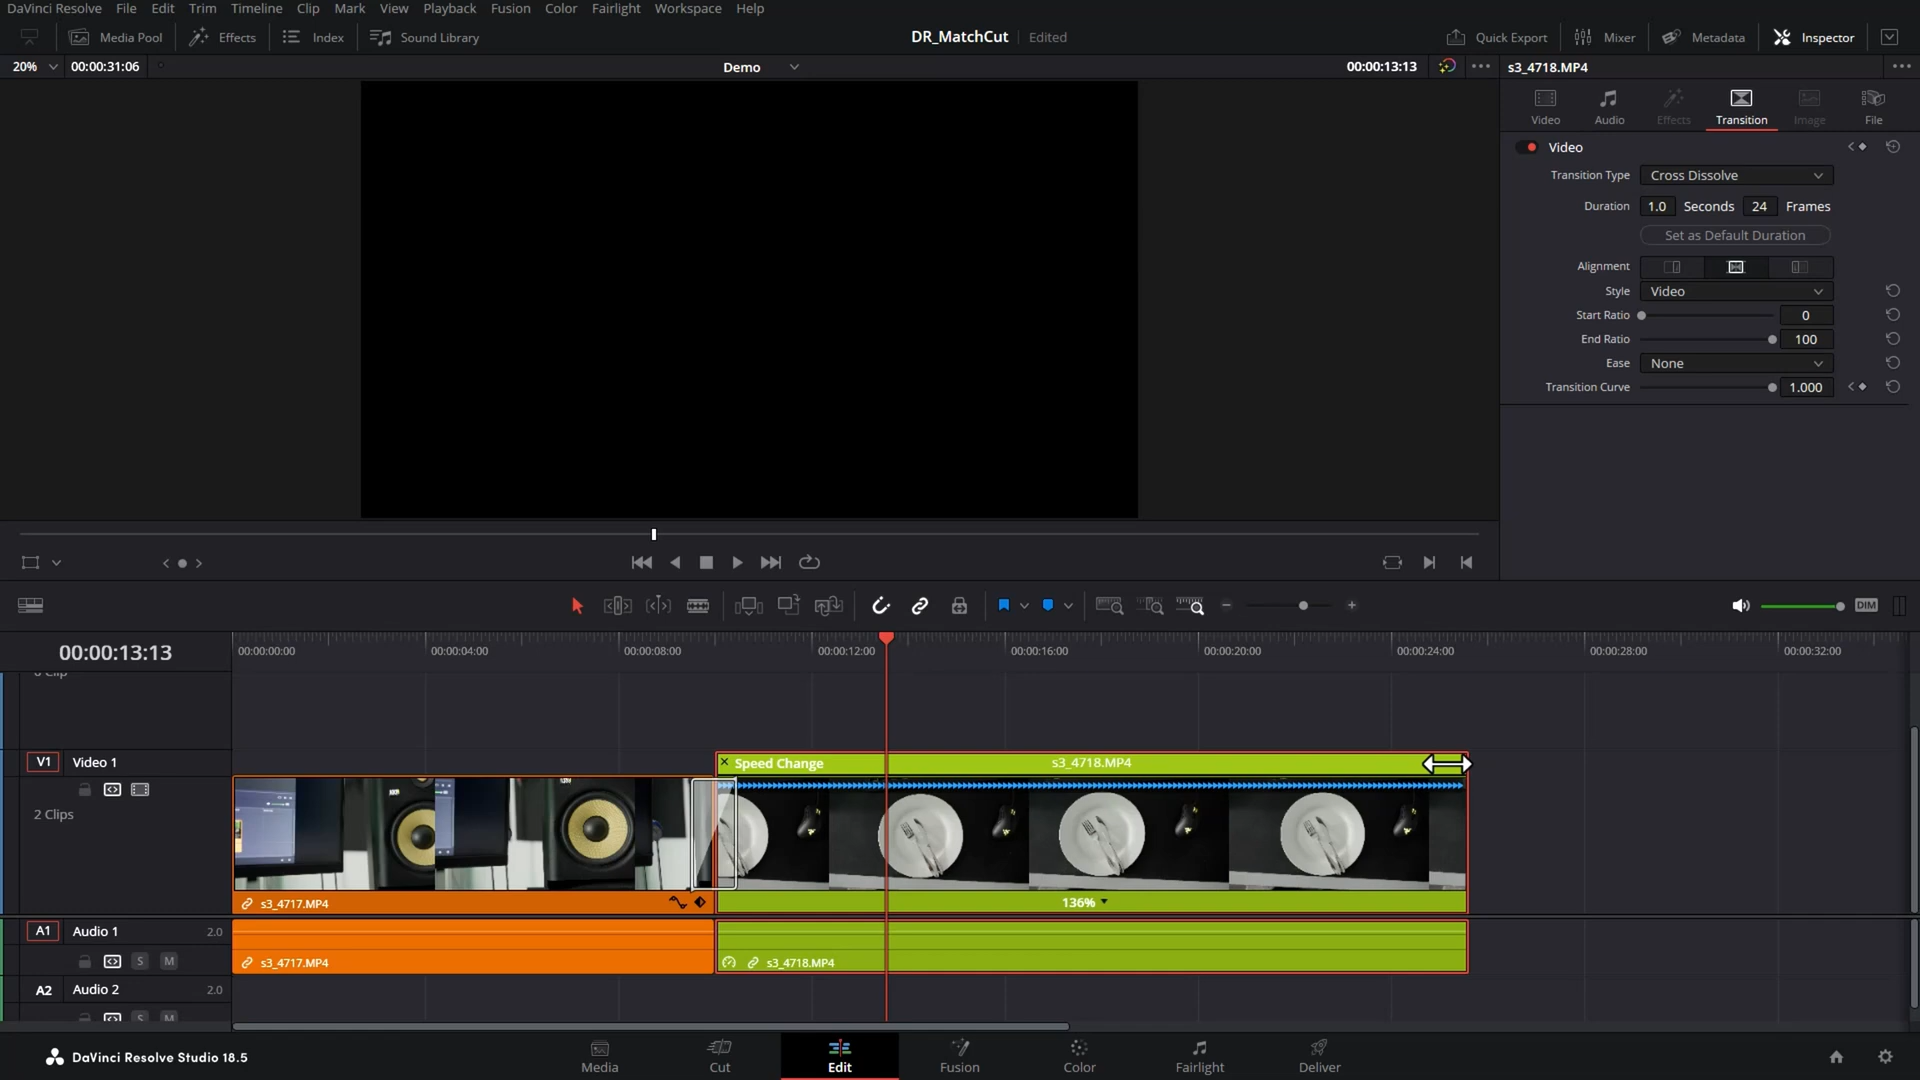 DaVinci Resolve File Edit Trim Timeline Clip Mark View Playback Fusion Color Fairlight Workspace Help
Media Pool Effects Index Sound Library DR_MatchCut Edited Quick Export Mixer Metadata Inspector
20% 00:00:31:06 Demo 00:00:13:13 s3_4718.MP4
Video Audio Effects Transition Image File
Video
Transition Type Cross Dissolve
Duration 1.0 Seconds 24 Frames
Set as Default Duration
Alignment
Style Video
Start Ratio 0
End Ratio 100
Ease None
Transition Curve 1.000
DIM
00:00:13:13 00:00:00:00 00:00:04:00 00:00:08:00 00:00:12:00 00:00:16:00 00:00:20:00 00:00:24:00 00:00:28:00 00:00:32:00
V1 Video 1 Speed Change s3_4718.MP4
2 Clips
s3_4717.MP4 136%
A1 Audio 1 2.0
S M s3_4717.MP4 s3_4718.MP4
A2 Audio 2 2.0
S M
DaVinci Resolve Studio 18.5 Media Cut Edit Fusion Color Fairlight Deliver